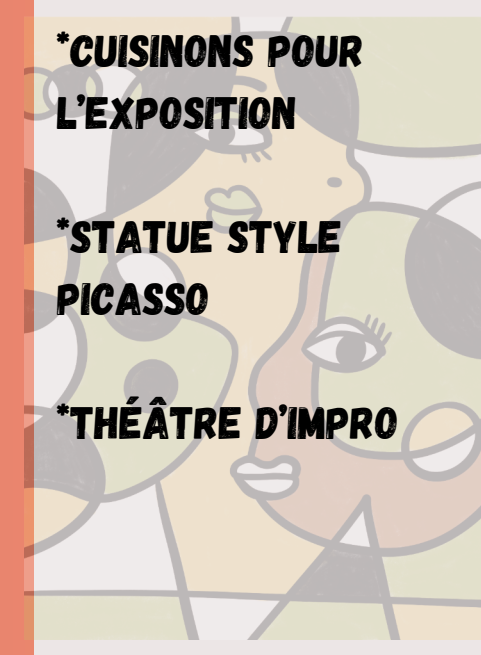 *CUISINONS POUR
L'EXPOSITION
*STATUE STYLE
PICASSO
*THÉÂTRE D'IMPRO